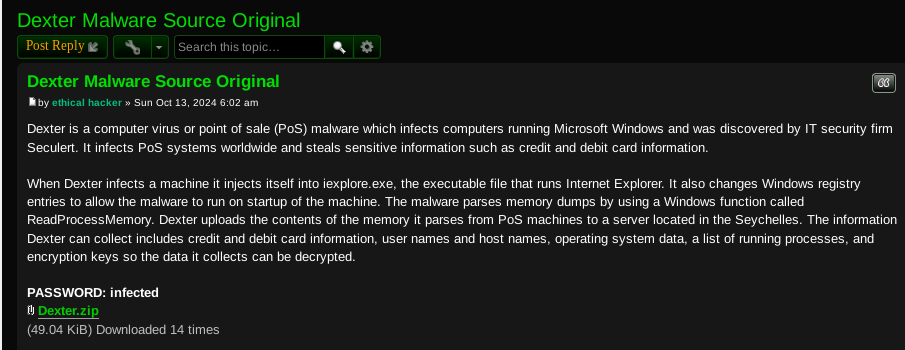 Dexter Malware Source Original
Post Reply
Search this topic…
Dexter Malware Source Original
by ethical hacker » Sun Oct 13, 2024 6:02 am
Dexter is a computer virus or point of sale (PoS) malware which infects computers running Microsoft Windows and was discovered by IT security firm
Seculert. It infects PoS systems worldwide and steals sensitive information such as credit and debit card information.
When Dexter infects a machine it injects itself into iexplore.exe, the executable file that runs Internet Explorer. It also changes Windows registry
entries to allow the malware to run on startup of the machine. The malware parses memory dumps by using a Windows function called
ReadProcessMemory. Dexter uploads the contents of the memory it parses from PoS machines to a server located in the Seychelles. The information
Dexter can collect includes credit and debit card information, user names and host names, operating system data, a list of running processes, and
encryption keys so the data it collects can be decrypted.
PASSWORD: infected
Dexter.zip
(49.04 KiB) Downloaded 14 times